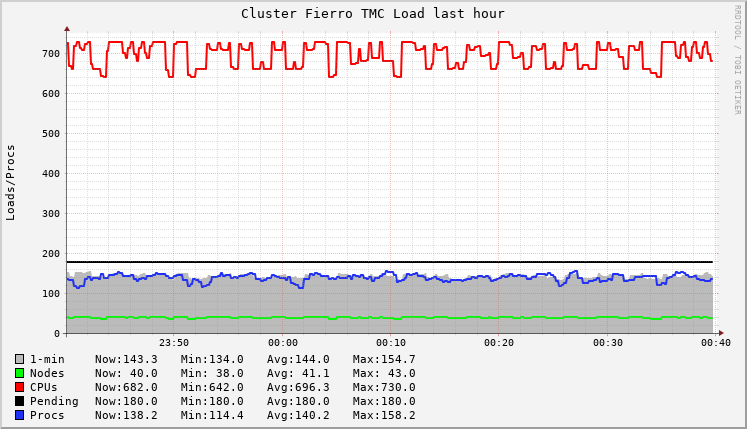 Cluster Fierro TMC Load last hour
RRDTOOL / TOBI OETIKER
Loads/Procs
700
600
500
400
300
200
100
0
23:50 00:00 00:10 00:20 00:30 00:40
1-min Now:143.3 Min:134.0 Avg:144.0 Max:154.7
Nodes Now: 40.0 Min: 38.0 Avg: 41.1 Max: 43.0
CPUs Now:682.0 Min:642.0 Avg:696.3 Max:730.0
Pending Now:180.0 Min:180.0 Avg:180.0 Max:180.0
Procs Now:138.2 Min:114.4 Avg:140.2 Max:158.2